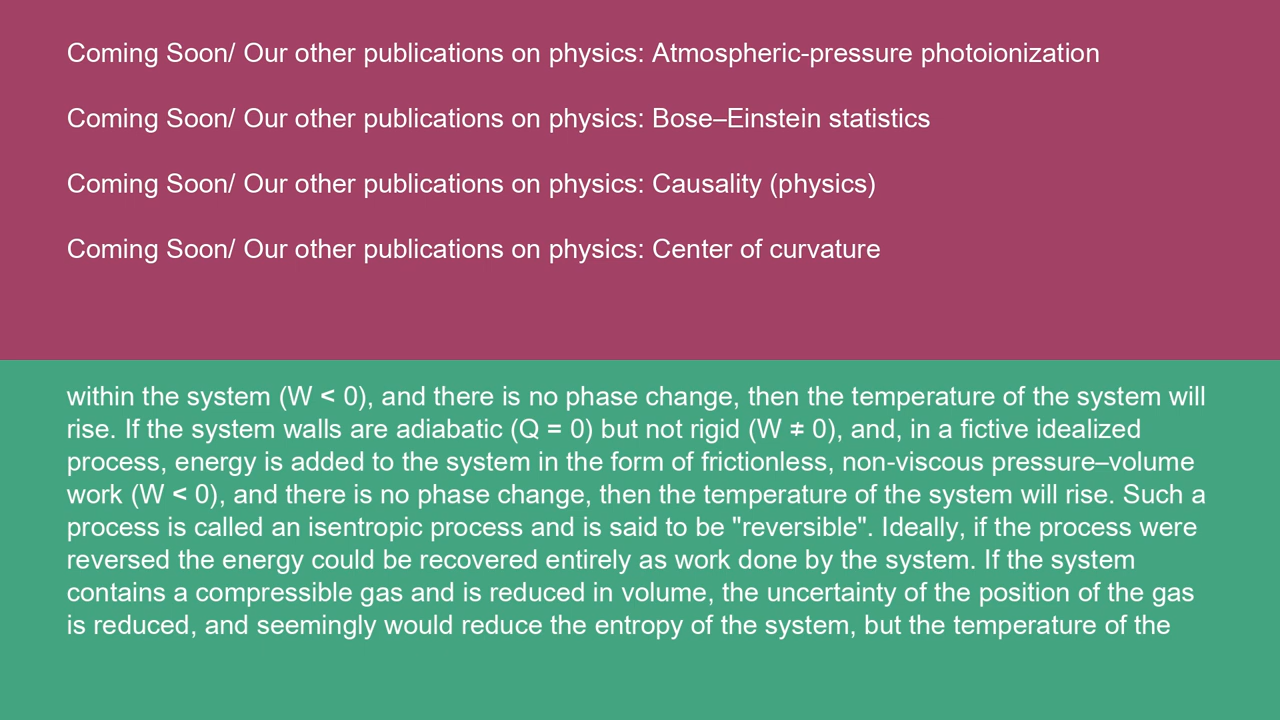 Coming Soon/ Our other publications on physics: Atmospheric-pressure photoionization
Coming Soon/ Our other publications on physics: Bose–Einstein statistics
Coming Soon/ Our other publications on physics: Causality (physics)
Coming Soon/ Our other publications on physics: Center of curvature
within the system (W < 0), and there is no phase change, then the temperature of the system will
rise. If the system walls are adiabatic (Q = 0) but not rigid (W ≠ 0), and, in a fictive idealized
process, energy is added to the system in the form of frictionless, non-viscous pressure–volume
work (W < 0), and there is no phase change, then the temperature of the system will rise. Such a
process is called an isentropic process and is said to be "reversible". Ideally, if the process were
reversed the energy could be recovered entirely as work done by the system. If the system
contains a compressible gas and is reduced in volume, the uncertainty of the position of the gas
is reduced, and seemingly would reduce the entropy of the system, but the temperature of the